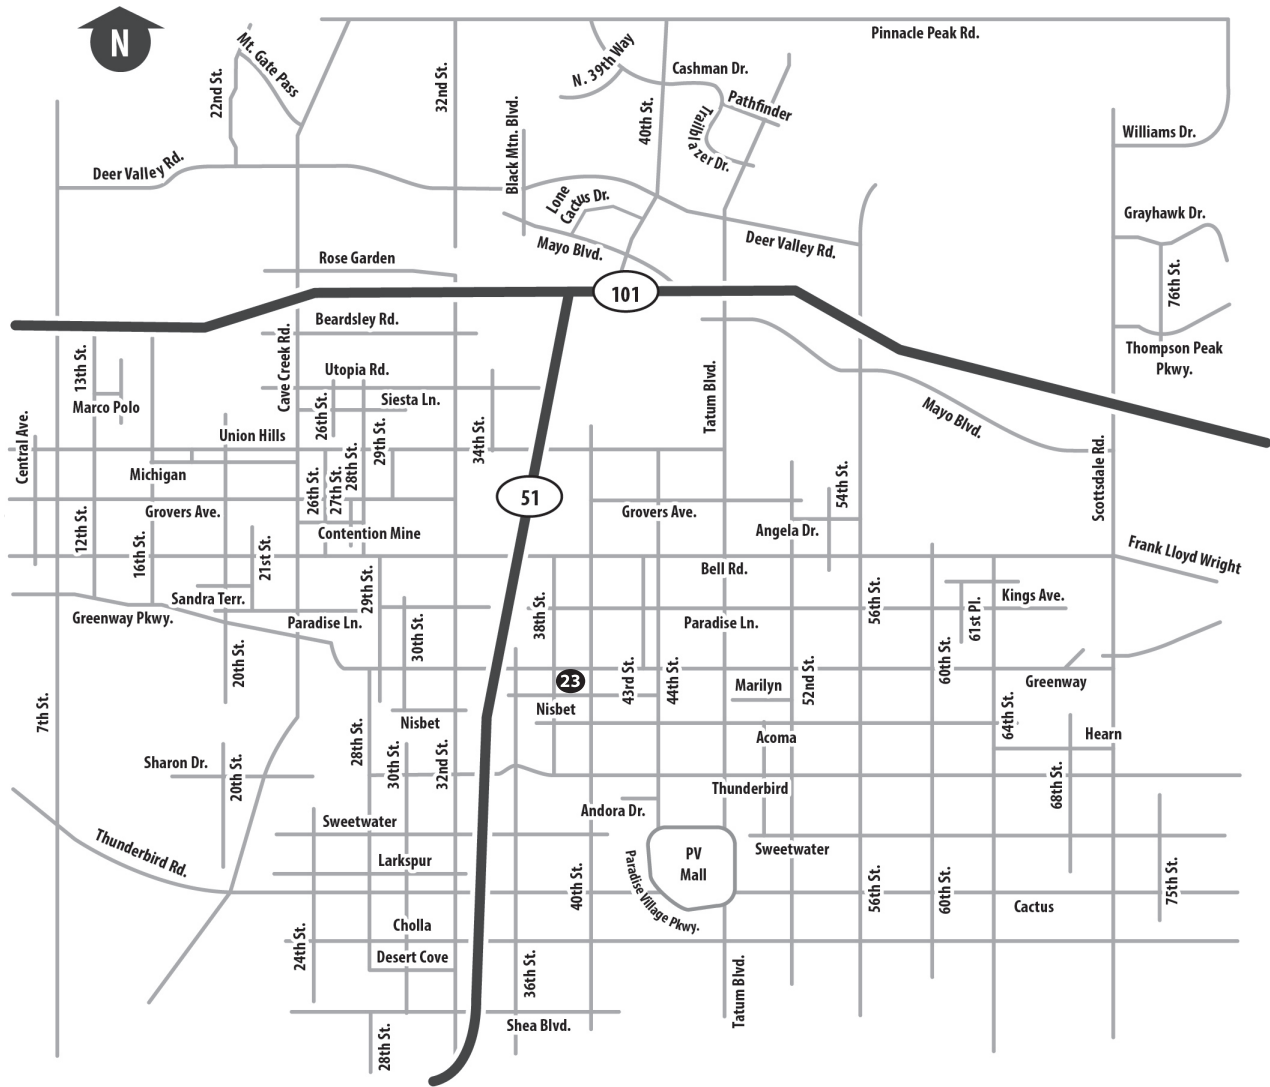 N
Pinnacle Peak Rd.
Mt. Gate Pass
22nd St.
32nd St.
N. 39th Way
Cashman Dr.
Pathfinder
Trailblazer Dr.
40th St.
Black Mtn. Blvd.
Williams Dr.
Deer Valley Rd.
Lone
Cactus Dr.
Mayo Blvd.
Deer Valley Rd.
Grayhawk Dr.
76th St.
Rose Garden
101
Beardsley Rd.
Cave Creek Rd.
13th St.
Marco Polo
Utopia Rd.
Siesta Ln.
26th St.
Thompson Peak
Pkwy.
Tatum Blvd.
Mayo Blvd.
Central Ave.
Union Hills
29th St.
34th St.
Michigan
26th St.
27th St.
28th St.
54th St.
Scottsdale Rd.
51
Grovers Ave.
Grovers Ave.
Angela Dr.
Contention Mine
12th St.
16th St.
21st St.
Bell Rd.
Frank Lloyd Wright
Sandra Terr.
29th St.
Kings Ave.
56th St.
61st Pl.
Greenway Pkwy.
Paradise Ln.
30th St.
38th St.
Paradise Ln.
20th St.
23
43rd St.
44th St.
Marilyn
52nd St.
60th St.
Greenway
7th St.
Nisbet
Nisbet
Acoma
64th St.
Hearn
28th St.
Sharon Dr.
20th St.
30th St.
32nd St.
Thunderbird
68th St.
Andora Dr.
Sweetwater
Sweetwater
Thunderbird Rd.
Larkspur
PV
Mall
Paradise Village Pkwy.
40th St.
56th St.
60th St.
75th St.
Cactus
Cholla
24th St.
Desert Cove
36th St.
Tatum Blvd.
Shea Blvd.
28th St.